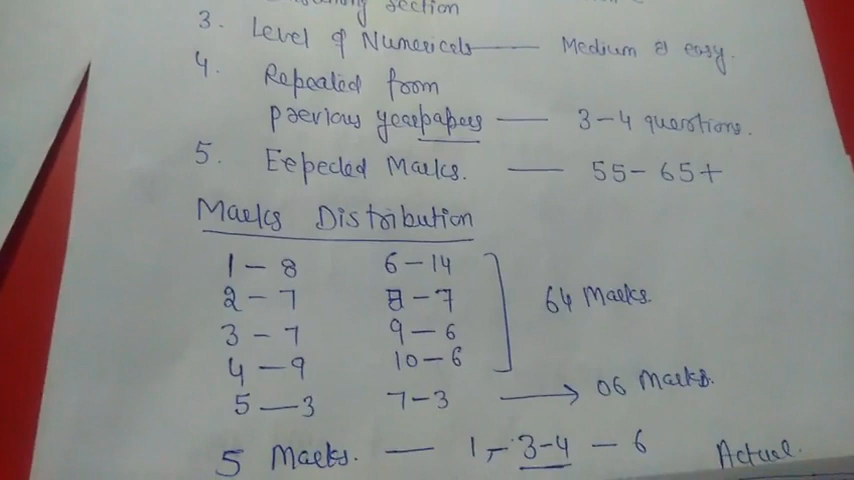 section
3. Level of Numericals — Medium & easy.
4. Repeated from
previous yearpapers — 3-4 questions.
5. Expected Marks. — 55-65+
Marks Distribution
1-8 6-14
2-7 8-7 64 Marks.
3-7 9-6
4-9 10-6
5-3 7-3 → 06 Marks.
5 Marks. — 1, 3-4 - 6 Actual.